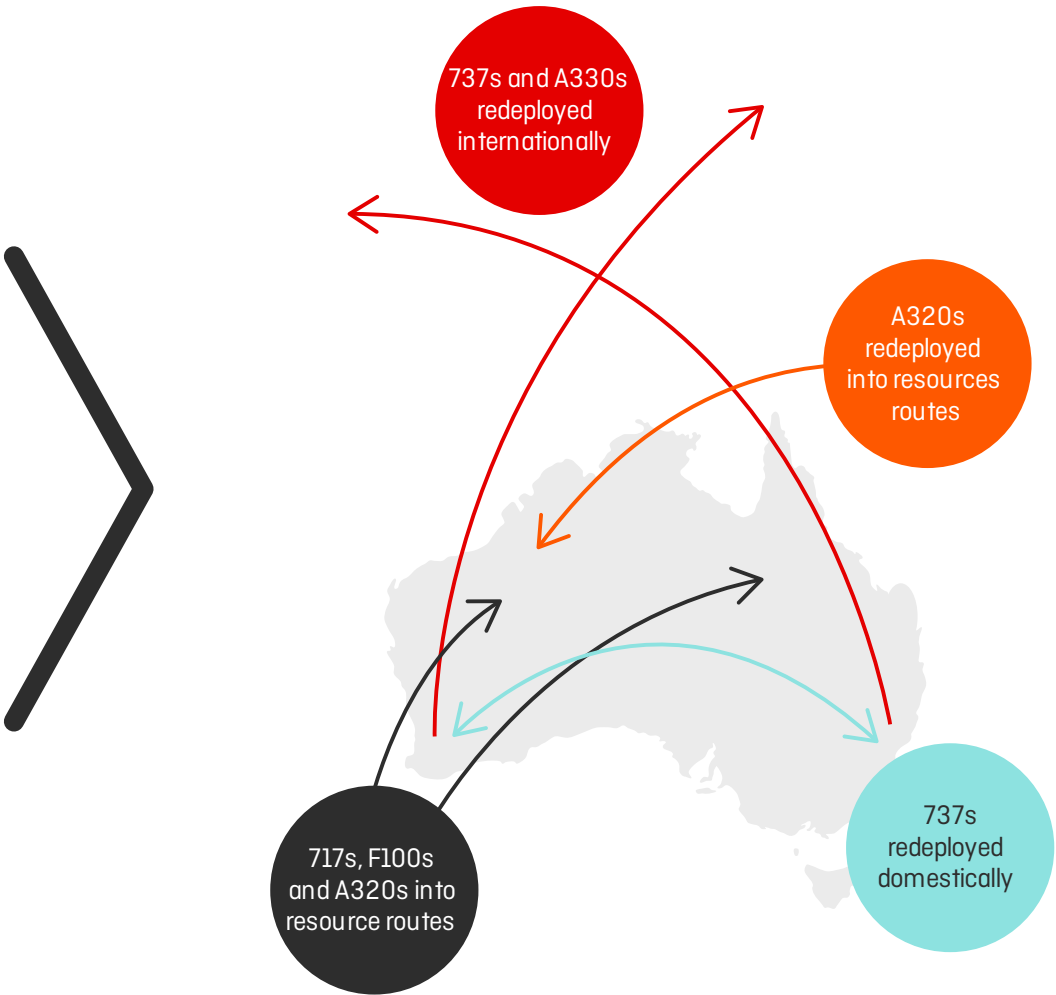 737s and A330s
redeployed
internationally
A320s
redeployed
into resources
routes
737s
redeployed
domestically
717s, F100s
and A320s into
resource routes